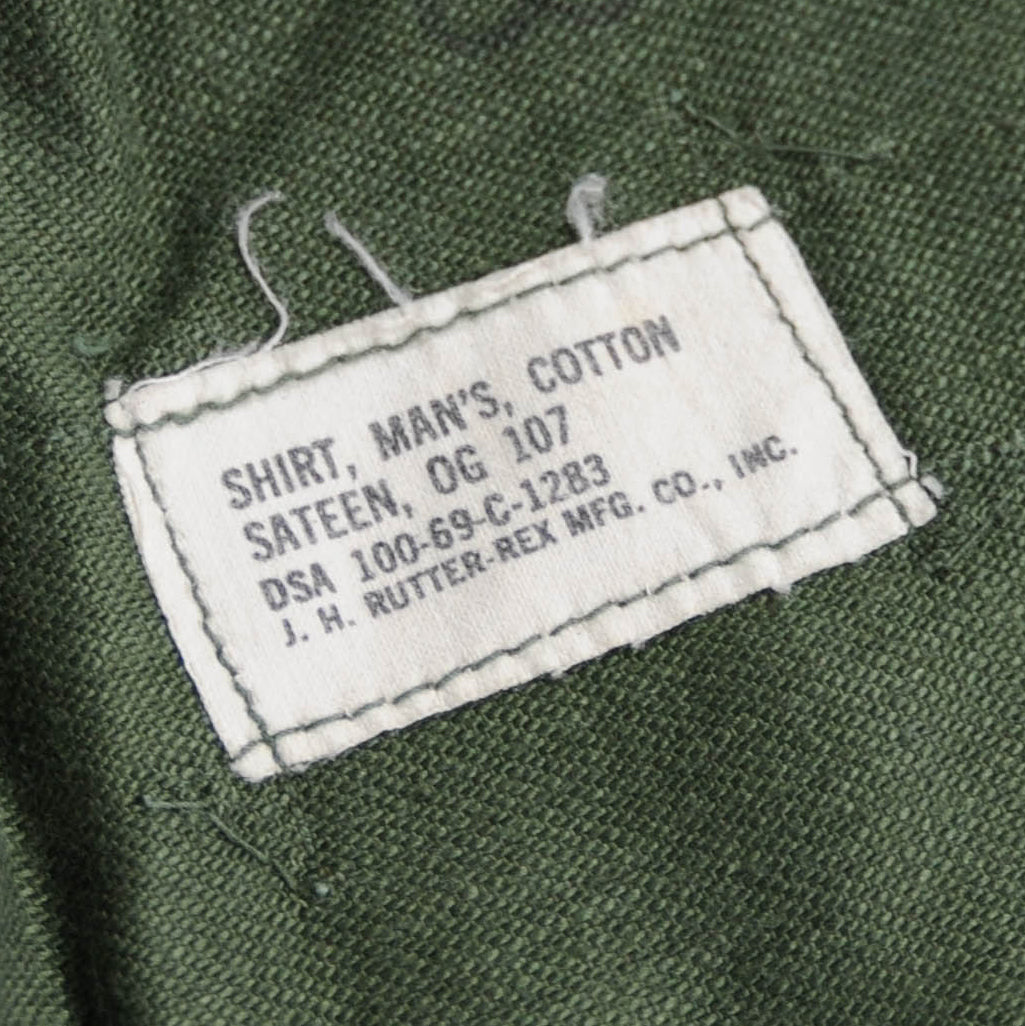 SHIRT, MAN'S, COTTON
SATEEN, OG 107
DSA 100-69-C-1283
J. H. RUTTER-REX MFG. CO., INC.